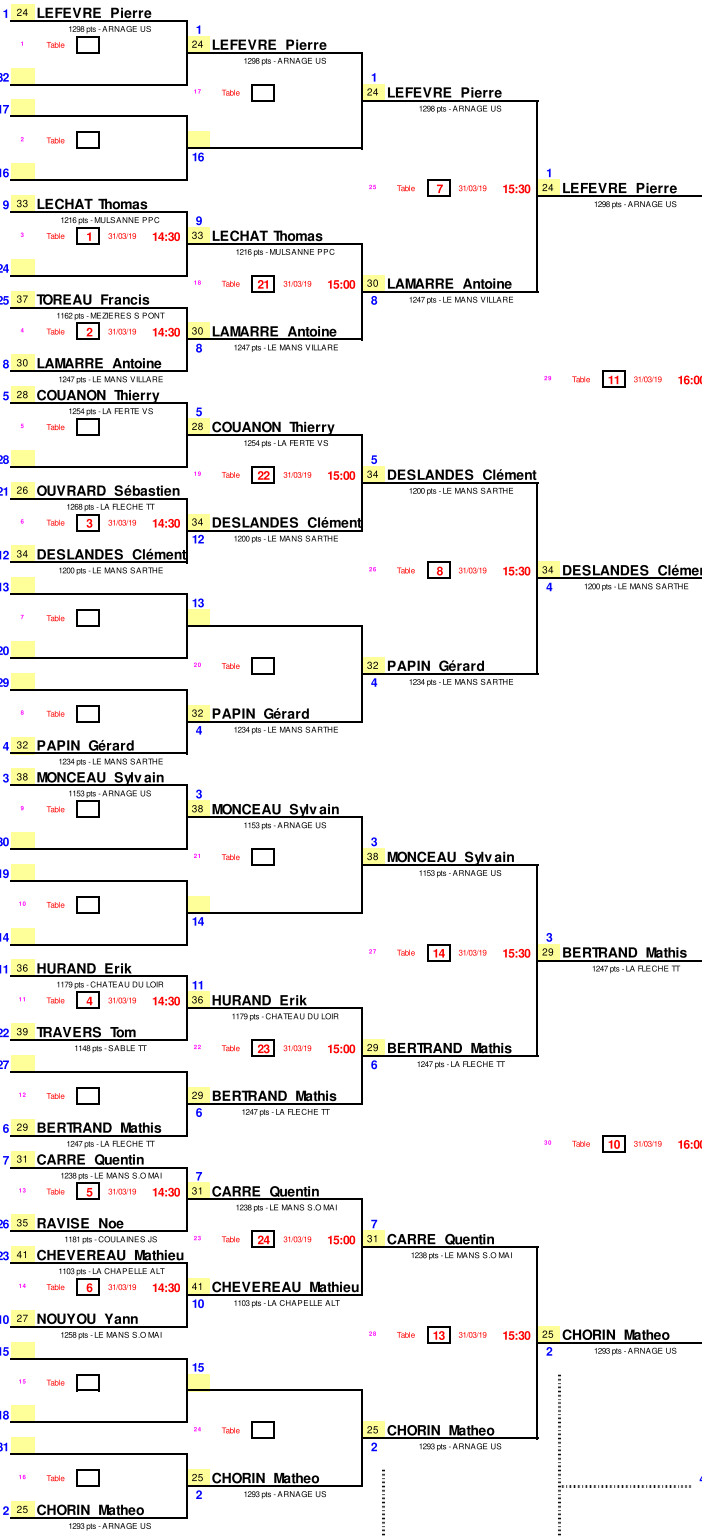 1 24 LEFEVRE Pierre
1298 pts - ARNAGE US
1 Table
32
17
2 Table
16
9 33 LECHAT Thomas
1216 pts - MULSANNE PPC
3 Table 1 31/03/19 14:30
24
25 37 TOREAU Francis
1162 pts - MEZIERES S PONT
4 Table 2 31/03/19 14:30
8 30 LAMARRE Antoine
1247 pts - LE MANS VILLARE
5 28 COUANON Thierry
1254 pts - LA FERTE VS
5 Table
28
21 26 OUVRARD Sébastien
1268 pts - LA FLECHE TT
6 Table 3 31/03/19 14:30
12 34 DESLANDES Clément
1200 pts - LE MANS SARTHE
13
7 Table
20
29
8 Table
4 32 PAPIN Gérard
1234 pts - LE MANS SARTHE
3 38 MONCEAU Sylvain
1153 pts - ARNAGE US
9 Table
30
19
10 Table
14
11 36 HURAND Erik
1179 pts - CHATEAU DU LOIR
11 Table 4 31/03/19 14:30
22 39 TRAVERS Tom
1148 pts - SABLE TT
27
12 Table
6 29 BERTRAND Mathis
1247 pts - LA FLECHE TT
7 31 CARRE Quentin
1238 pts - LE MANS S.O MAI
13 Table 5 31/03/19 14:30
26 35 RAVISE Noe
1181 pts - COULAINES JS
23 41 CHEVEREAU Mathieu
1103 pts - LA CHAPELLE ALT
14 Table 6 31/03/19 14:30
10 27 NOUYOU Yann
1258 pts - LE MANS S.O MAI
15
15 Table
18
31
16 Table
2 25 CHORIN Matheo
1293 pts - ARNAGE US
1
24 LEFEVRE Pierre
1298 pts - ARNAGE US
17 Table
16
9
33 LECHAT Thomas
1216 pts - MULSANNE PPC
18 Table 21 31/03/19 15:00
30 LAMARRE Antoine
8 1247 pts - LE MANS VILLARE
5
28 COUANON Thierry
1254 pts - LA FERTE VS
19 Table 22 31/03/19 15:00
34 DESLANDES Clément
12 1200 pts - LE MANS SARTHE
13
20 Table
32 PAPIN Gérard
4 1234 pts - LE MANS SARTHE
3
38 MONCEAU Sylvain
1153 pts - ARNAGE US
21 Table
14
11
36 HURAND Erik
1179 pts - CHATEAU DU LOIR
22 Table 23 31/03/19 15:00
29 BERTRAND Mathis
6 1247 pts - LA FLECHE TT
7
31 CARRE Quentin
1238 pts - LE MANS S.O MAI
23 Table 24 31/03/19 15:00
41 CHEVEREAU Mathieu
10 1103 pts - LA CHAPELLE ALT
15
24 Table
25 CHORIN Matheo
2 1293 pts - ARNAGE US
1
24 LEFEVRE Pierre
1298 pts - ARNAGE US
25 Table 7 31/03/19 15:30
30 LAMARRE Antoine
8 1247 pts - LE MANS VILLARE
5
34 DESLANDES Clément
1200 pts - LE MANS SARTHE
26 Table 8 31/03/19 15:30
32 PAPIN Gérard
4 1234 pts - LE MANS SARTHE
3
38 MONCEAU Sylvain
1153 pts - ARNAGE US
27 Table 14 31/03/19 15:30
29 BERTRAND Mathis
6 1247 pts - LA FLECHE TT
7
31 CARRE Quentin
1238 pts - LE MANS S.O MAI
28 Table 13 31/03/19 15:30
25 CHORIN Matheo
2 1293 pts - ARNAGE US
1
24 LEFEVRE Pierre
1298 pts - ARNAGE US
29 Table 11 31/03/19 16:00
34 DESLANDES Clémen
4 1200 pts - LE MANS SARTHE
3
29 BERTRAND Mathis
1247 pts - LA FLECHE TT
30 Table 10 31/03/19 16:00
25 CHORIN Matheo
2 1293 pts - ARNAGE US
4